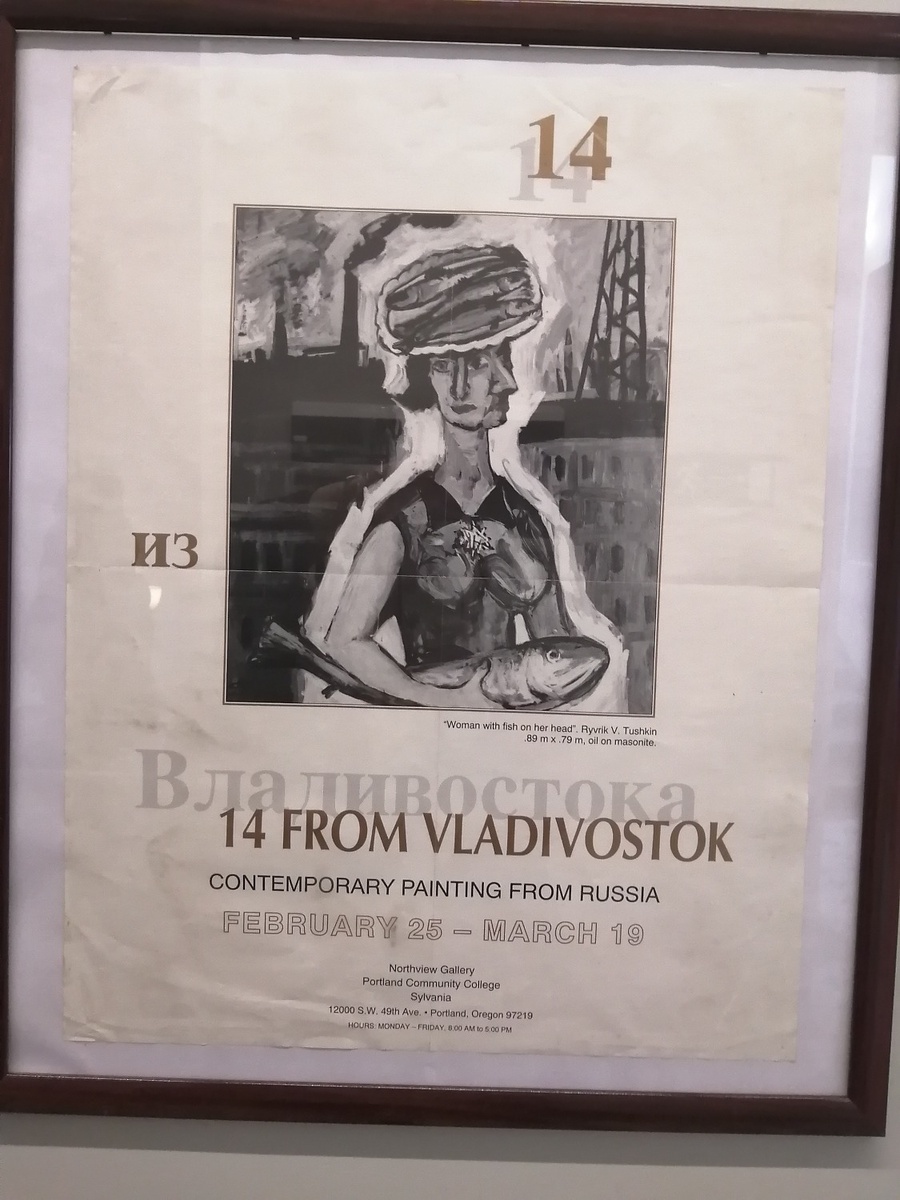 14
14
из
"Woman with fish on her head". Ryvrik V. Tushkin
.89 m x .79 m, oil on masonite.
Владивостока
14 FROM VLADIVOSTOK
CONTEMPORARY PAINTING FROM RUSSIA
FEBRUARY 25 – MARCH 19
Northview Gallery
Portland Community College
Sylvania
12000 S.W. 49th Ave. • Portland, Oregon 97219
HOURS: MONDAY – FRIDAY, 8:00 AM to 5:00 PM